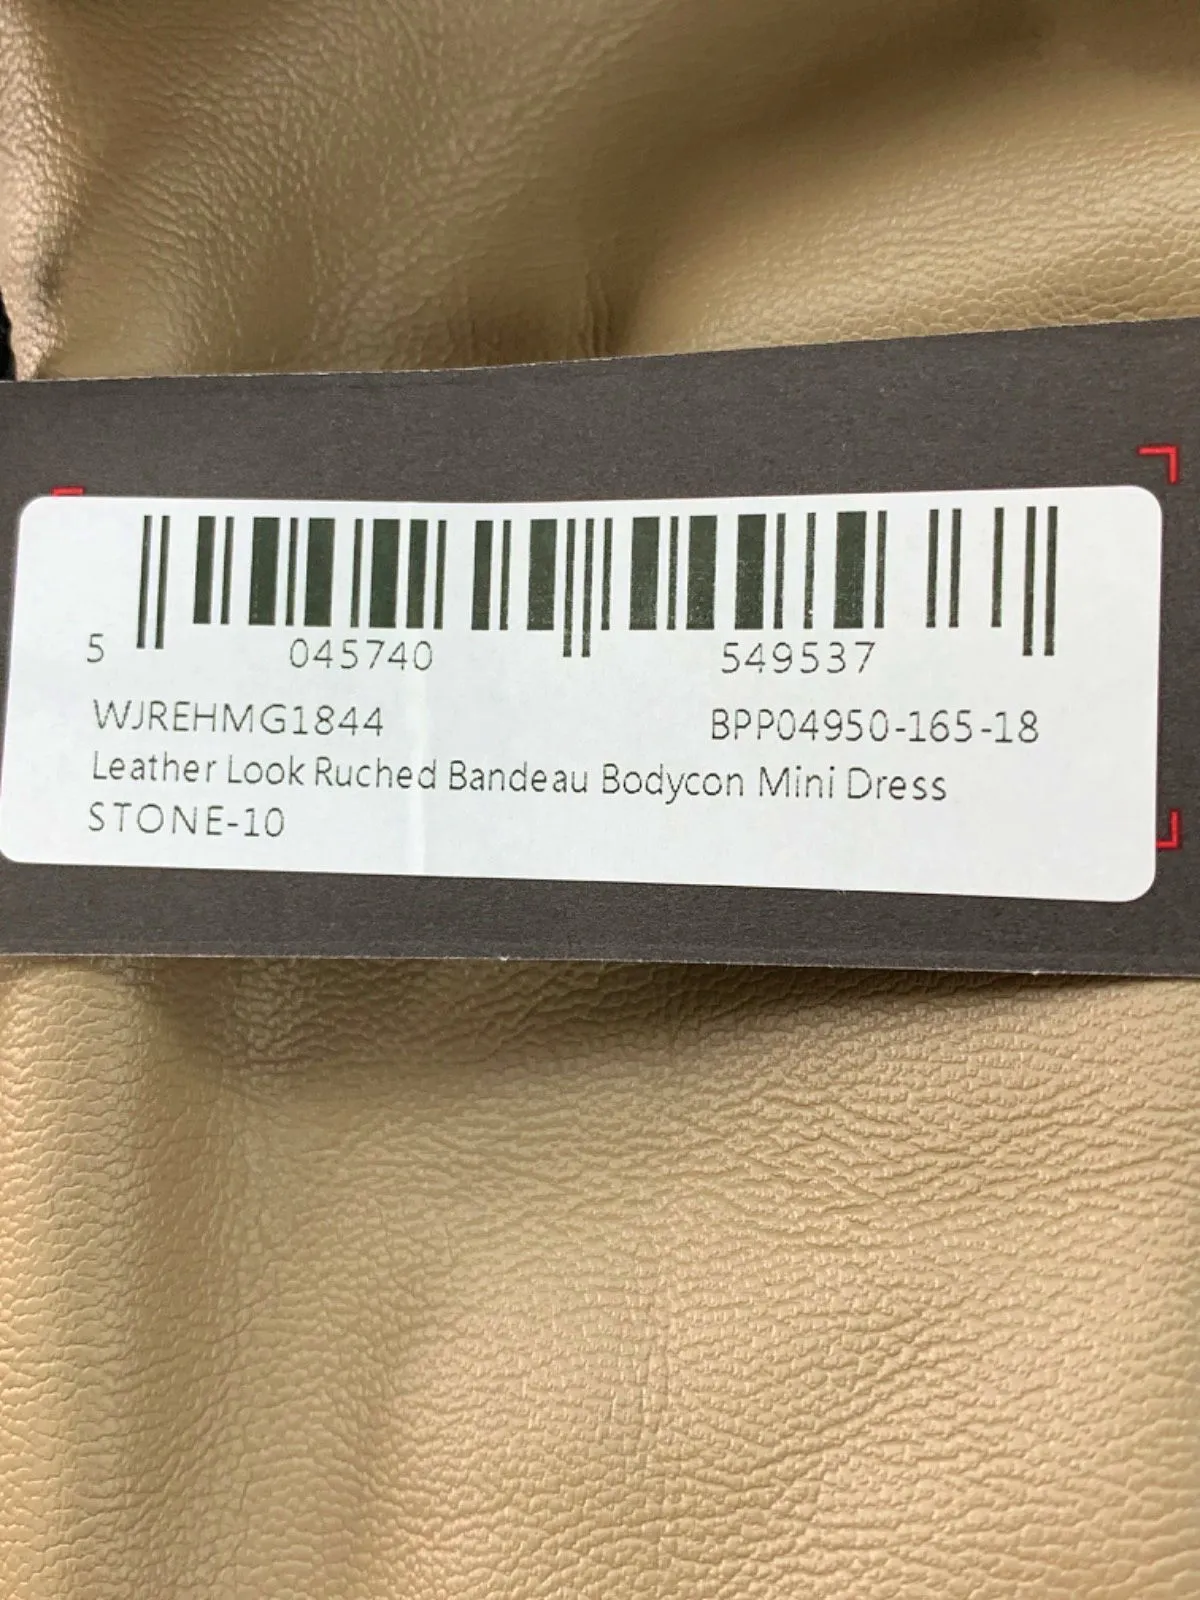 5 045740 549537
WJREHMG1844 BPP04950-165-18
Leather Look Ruched Bandeau Bodycon Mini Dress
STONE-10